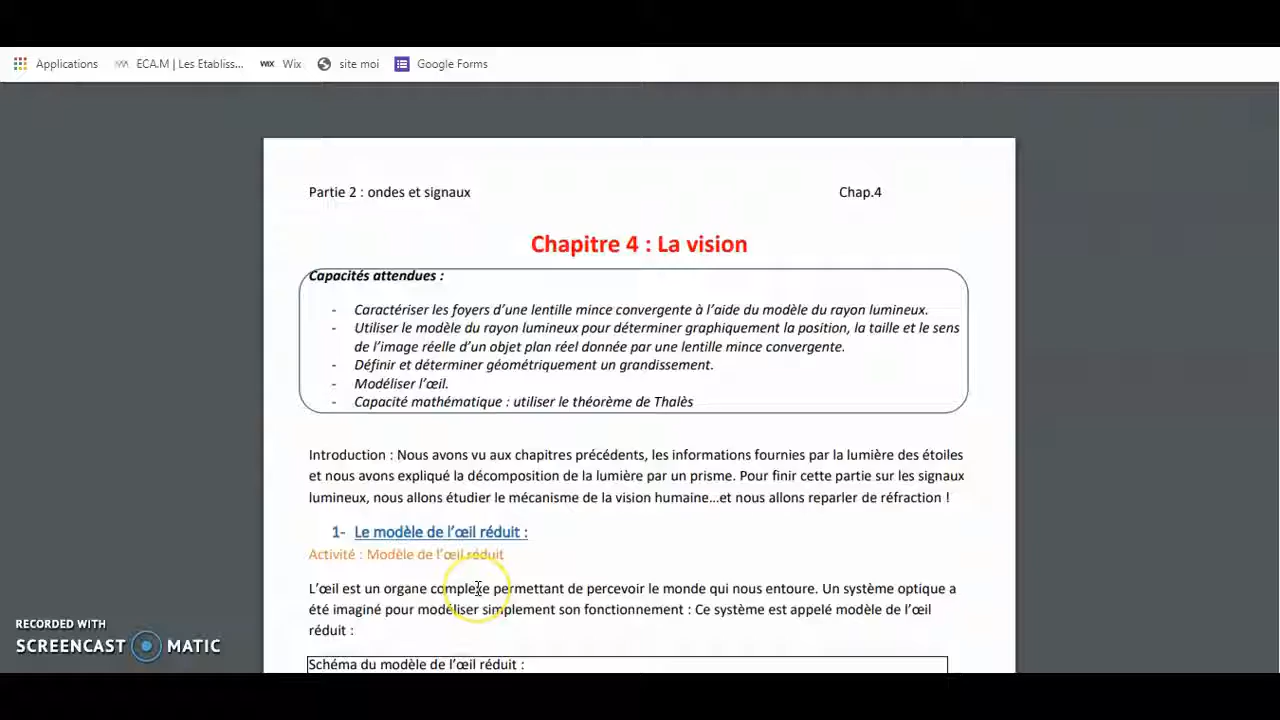 Applications ECA.M | Les Etabliss... WIX Wix site moi Google Forms
Partie 2 : ondes et signaux Chap.4
Chapitre 4 : La vision
Capacités attendues :
- Caractériser les foyers d'une lentille mince convergente à l'aide du modèle du rayon lumineux.
- Utiliser le modèle du rayon lumineux pour déterminer graphiquement la position, la taille et le sens
de l'image réelle d'un objet plan réel donnée par une lentille mince convergente.
- Définir et déterminer géométriquement un grandissement.
- Modéliser l'œil.
- Capacité mathématique : utiliser le théorème de Thalès
Introduction : Nous avons vu aux chapitres précédents, les informations fournies par la lumière des étoiles
et nous avons expliqué la décomposition de la lumière par un prisme. Pour finir cette partie sur les signaux
lumineux, nous allons étudier le mécanisme de la vision humaine...et nous allons reparler de réfraction !
1- Le modèle de l'œil réduit :
Activité : Modèle de l'œil réduit
L'œil est un organe complexe permettant de percevoir le monde qui nous entoure. Un système optique a
été imaginé pour modéliser simplement son fonctionnement : Ce système est appelé modèle de l'œil
réduit :
Schéma du modèle de l'œil réduit :
RECORDED WITH
SCREENCAST MATIC